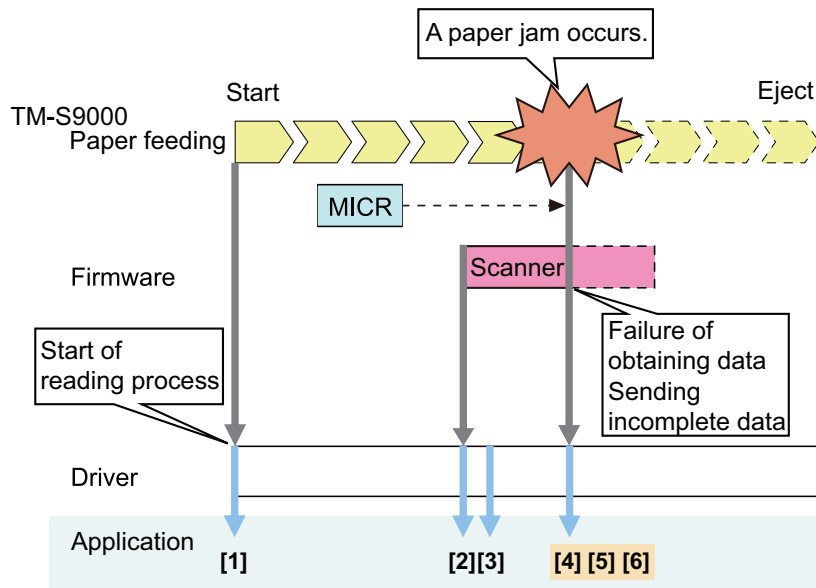 A paper jam occurs.
Start
Eject
TM-S9000
Paper feeding
MICR
Scanner
Firmware
Failure of
obtaining data
Sending
incomplete data
Start of
reading process
Driver
Application
[1]
[2] [3]
[4] [5] [6]